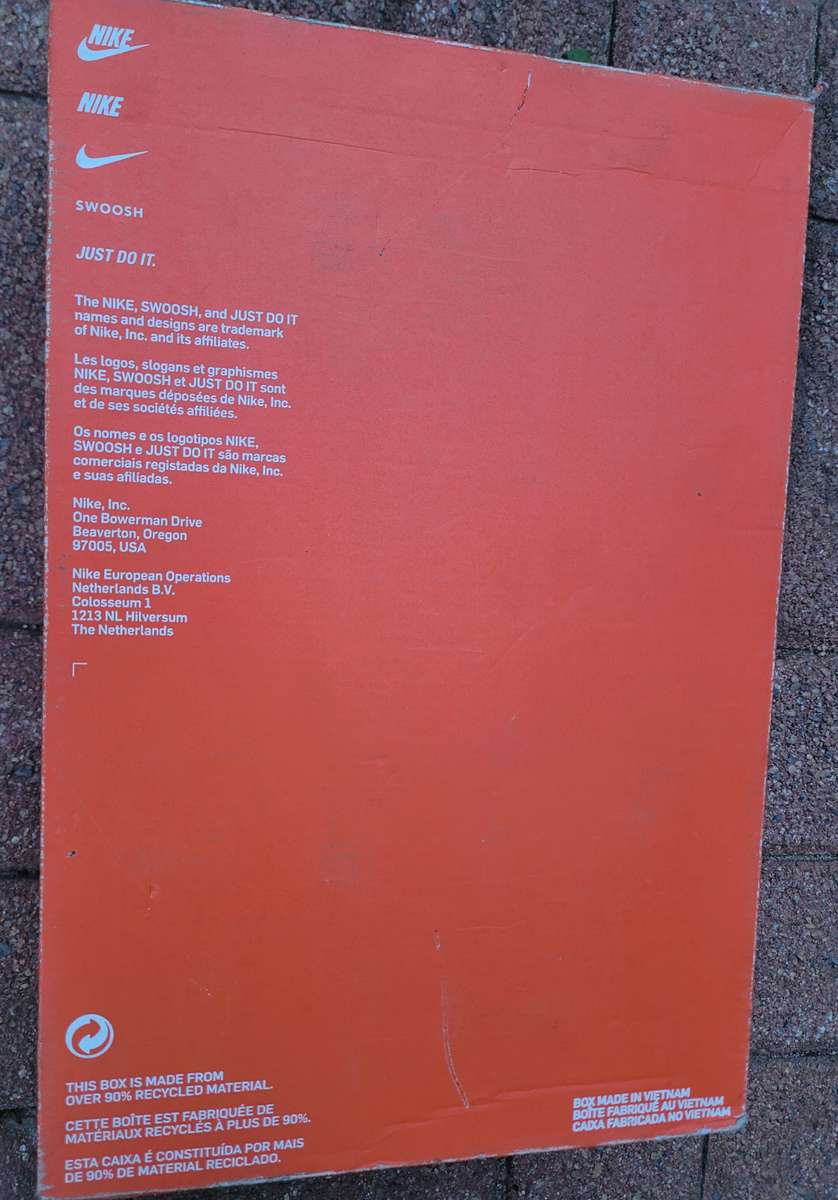 NIKE
NIKE
SWOOSH
JUST DO IT.
The NIKE, SWOOSH, and JUST DO IT
names and designs are trademark
of Nike, Inc. and its affiliates.
Les logos, slogans et graphismes
NIKE, SWOOSH et JUST DO IT sont
des marques déposées de Nike, Inc.
et de ses sociétés affiliées.
Os nomes e os logotipos NIKE,
SWOOSH e JUST DO IT são marcas
comerciais registadas da Nike, Inc.
e suas afiliadas.
Nike, Inc.
One Bowerman Drive
Beaverton, Oregon
97005, USA
Nike European Operations
Netherlands B.V.
Colosseum 1
1213 NL Hilversum
The Netherlands
THIS BOX IS MADE FROM
OVER 90% RECYCLED MATERIAL.
CETTE BOÎTE EST FABRIQUÉE DE
MATÉRIAUX RECYCLÉS À PLUS DE 90%.
ESTA CAIXA É CONSTITUÍDA POR MAIS
DE 90% DE MATERIAL RECICLADO.
BOX MADE IN VIETNAM
BOÎTE FABRIQUÉ AU VIETNAM
CAIXA FABRICADA NO VIETNAM